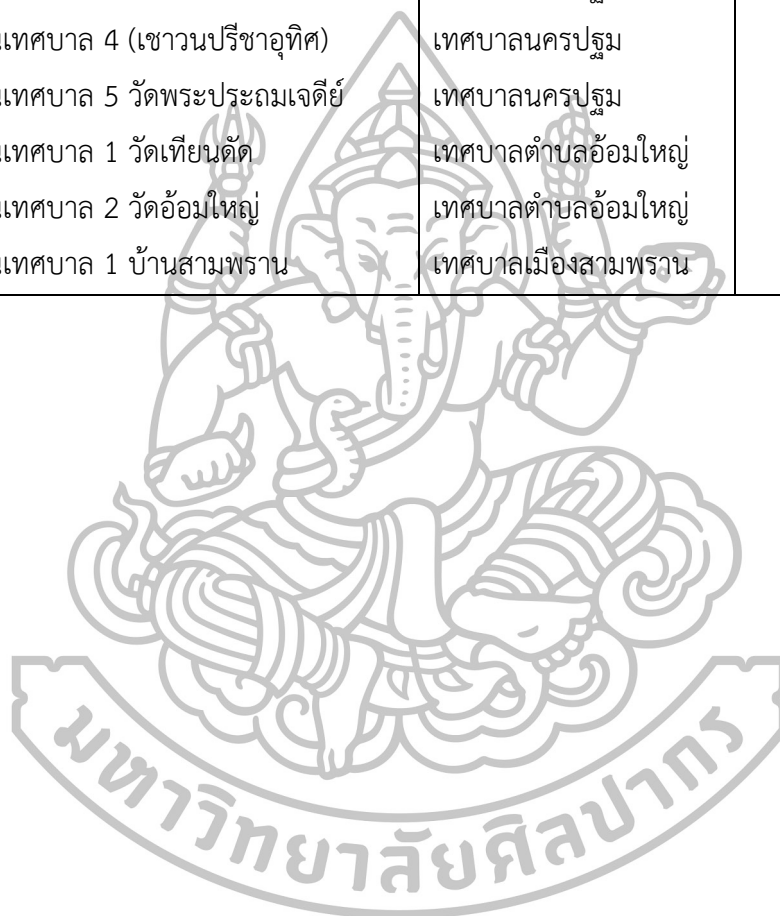 นเทศบาล 4 (เชาวนปรีชาอุทิศ) เทศบาลนครปฐม
นเทศบาล 5 วัดพระประถมเจดีย์ เทศบาลนครปฐม
นเทศบาล 1 วัดเทียนดัด เทศบาลตำบลอ้อมใหญ่
นเทศบาล 2 วัดอ้อมใหญ่ เทศบาลตำบลอ้อมใหญ่
นเทศบาล 1 บ้านสามพราน เทศบาลเมืองสามพราน
มหาวิทยาลัยศิลปากร